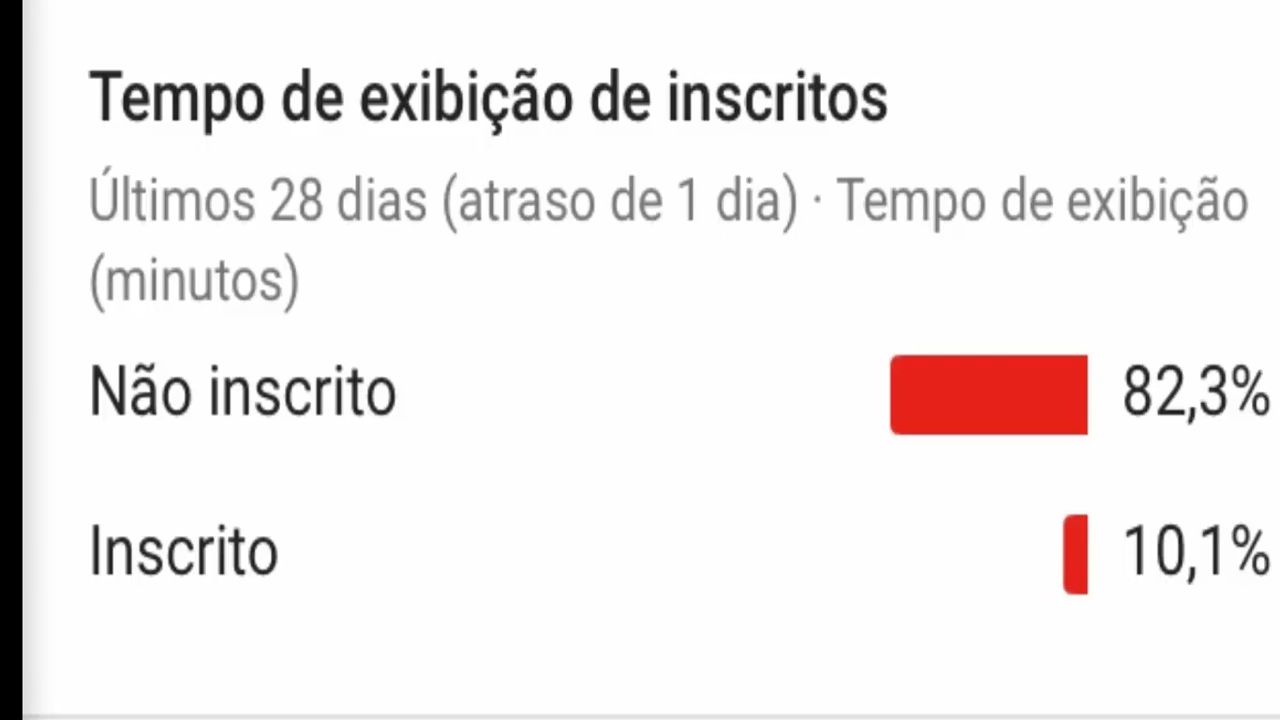 Tempo de exibição de inscritos
Últimos 28 dias (atraso de 1 dia) · Tempo de exibição
(minutos)
Não inscrito 82,3%
Inscrito 10,1%